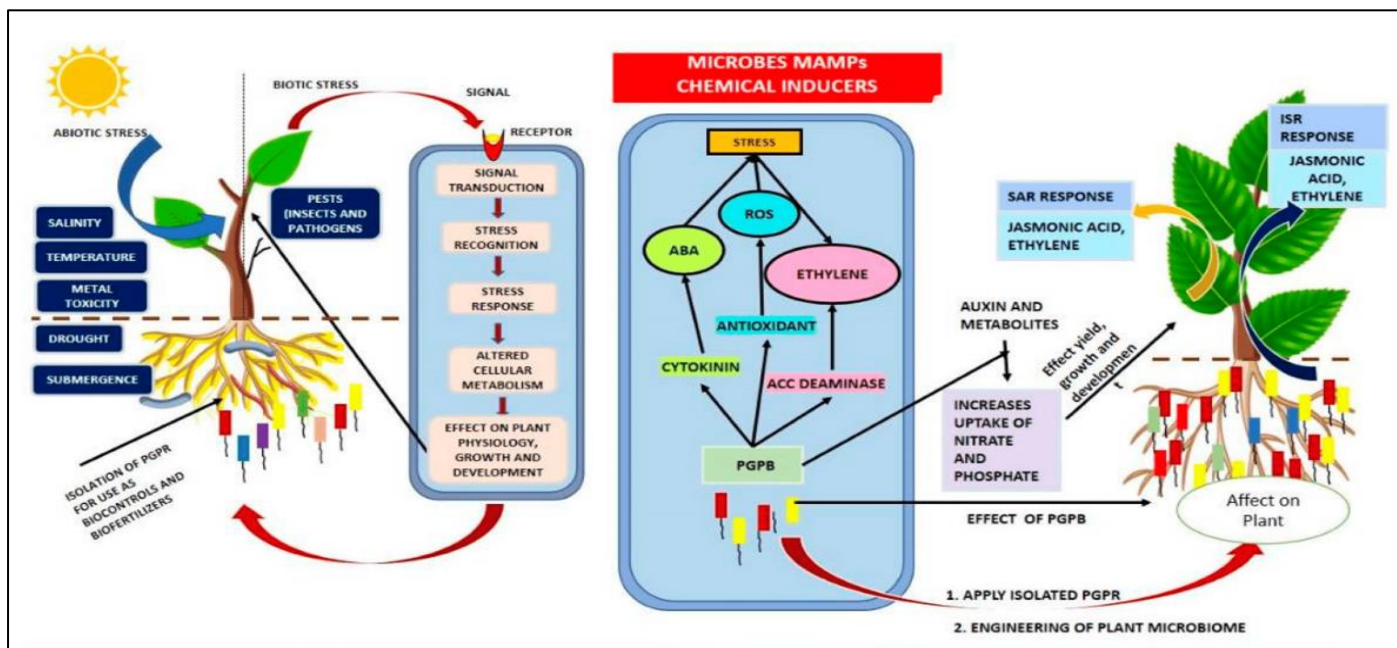 BIOTIC STRESS
SIGNAL
RECEPTOR
ABIOTIC STRESS
PESTS
(INSECTS AND
PATHOGENS
SALINITY
TEMPERATURE
METAL
TOXICITY
DROUGHT
SUBMERGENCE
ISOLATION OF PGPR
FOR USE AS
BIOCONTROLS AND
BIOFERTILIZERS
SIGNAL
TRANSDUCTION
STRESS
RECOGNITION
STRESS
RESPONSE
ALTERED
CELLULAR
METABOLISM
EFFECT ON PLANT
PHYSIOLOGY,
GROWTH AND
DEVELOPMENT
MICROBES MAMPs
CHEMICAL INDUCERS
STRESS
ROS
ABA
ETHYLENE
ANTIOXIDANT
CYTOKININ
ACC DEAMINASE
PGPB
AUXIN AND
METABOLITES
INCREASES
UPTAKE OF
NITRATE
AND
PHOSPHATE
Effect yield,
growth and
developmen
t
EFFECT OF PGPB
SAR RESPONSE
JASMONIC ACID,
ETHYLENE
ISR
RESPONSE
JASMONIC
ACID,
ETHYLENE
Affect on
Plant
1. APPLY ISOLATED PGPR
2. ENGINEERING OF PLANT MICROBIOME